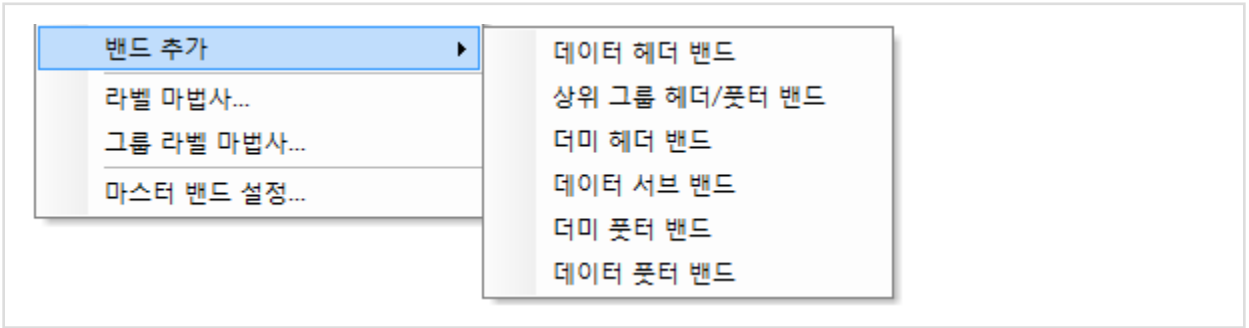 밴드 추가
라벨 마법사...
그룹 라벨 마법사...
마스터 밴드 설정...
데이터 헤더 밴드
상위 그룹 헤더/풋터 밴드
더미 헤더 밴드
데이터 서브 밴드
더미 풋터 밴드
데이터 풋터 밴드